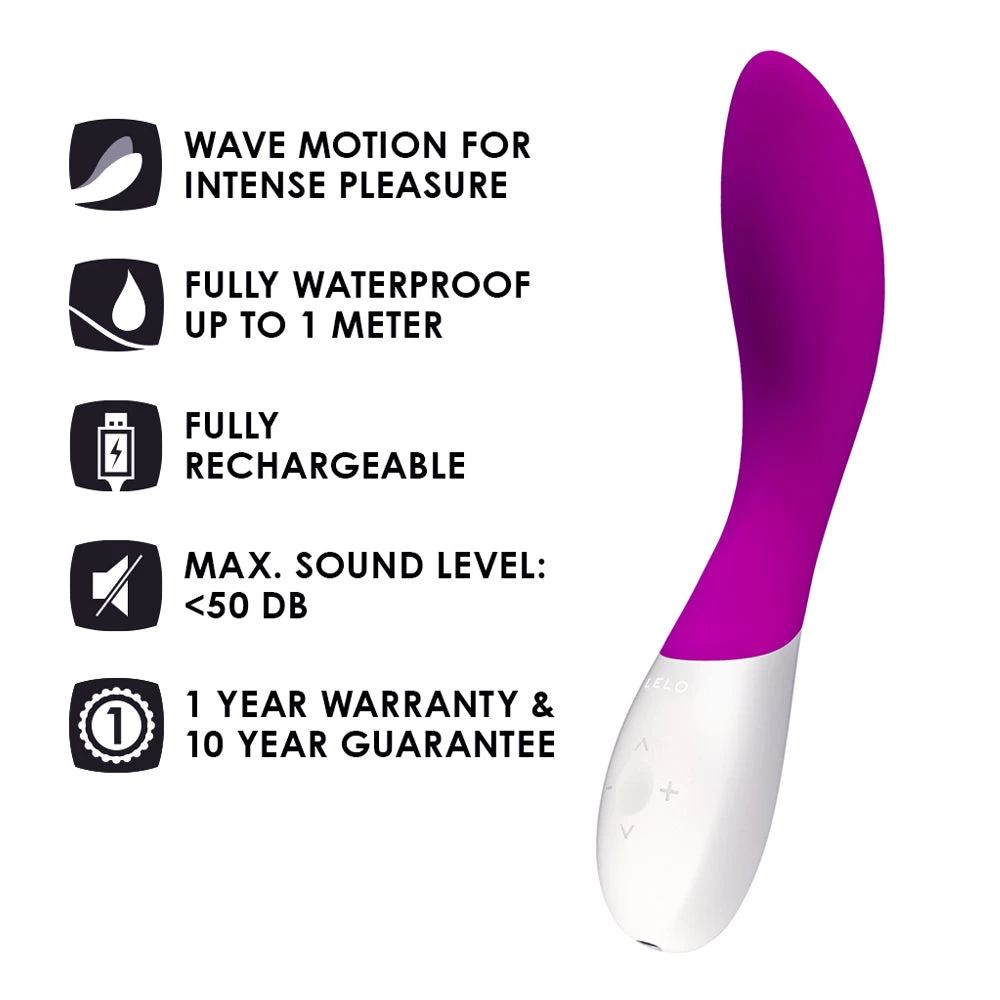 WAVE MOTION FOR
INTENSE PLEASURE
FULLY WATERPROOF
UP TO 1 METER
FULLY
RECHARGEABLE
MAX. SOUND LEVEL:
<50 DB
1
1 YEAR WARRANTY &
10 YEAR GUARANTEE
LELO
- +